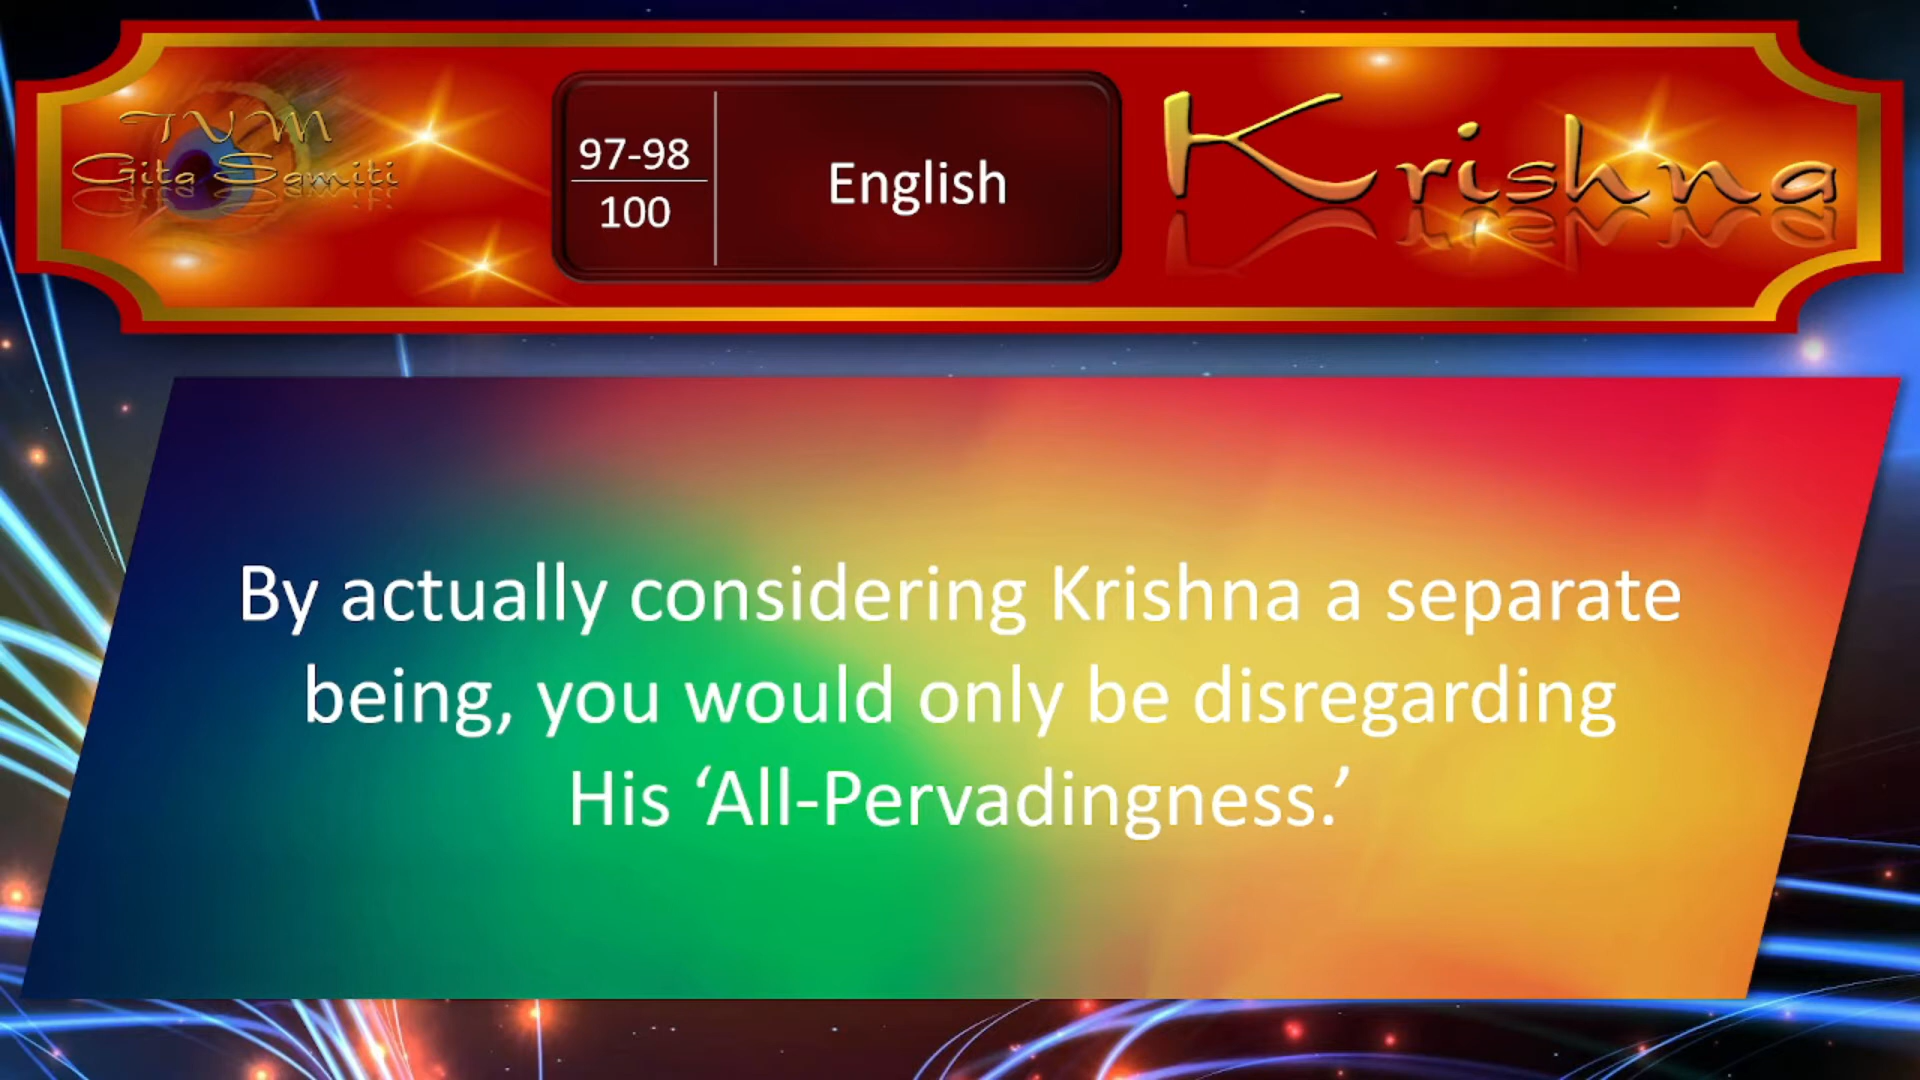 TVM
Gita Samiti
97-98
100
English
Krishna
By actually considering Krishna a separate
being, you would only be disregarding
His ‘All-Pervadingness.’